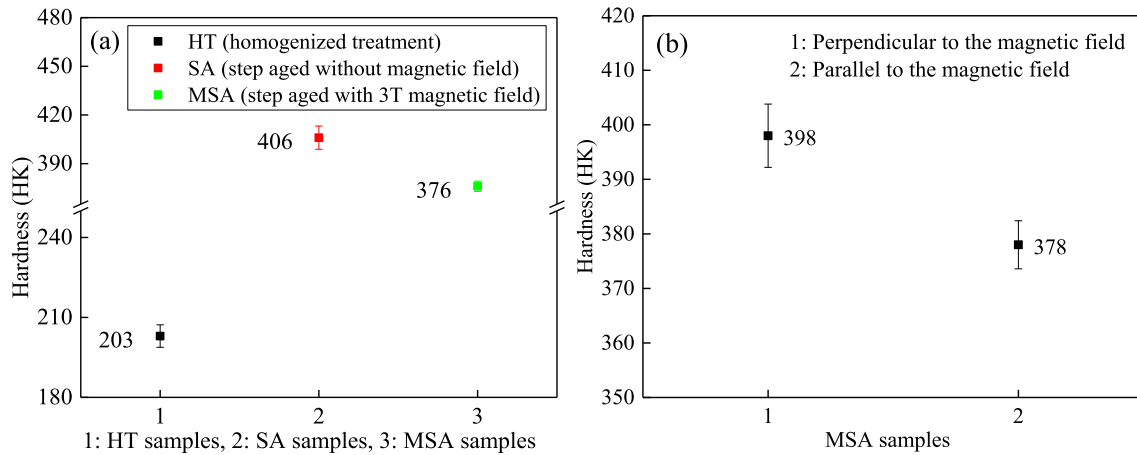 (a)
HT (homogenized treatment)
SA (step aged without magnetic field)
MSA (step aged with 3T magnetic field)
480
450
420
390
240
210
180
Hardness (HK)
203
406
376
1
2
3
1: HT samples, 2: SA samples, 3: MSA samples
(b)
1: Perpendicular to the magnetic field
2: Parallel to the magnetic field
420
410
400
390
380
370
360
350
Hardness (HK)
398
378
1
2
MSA samples